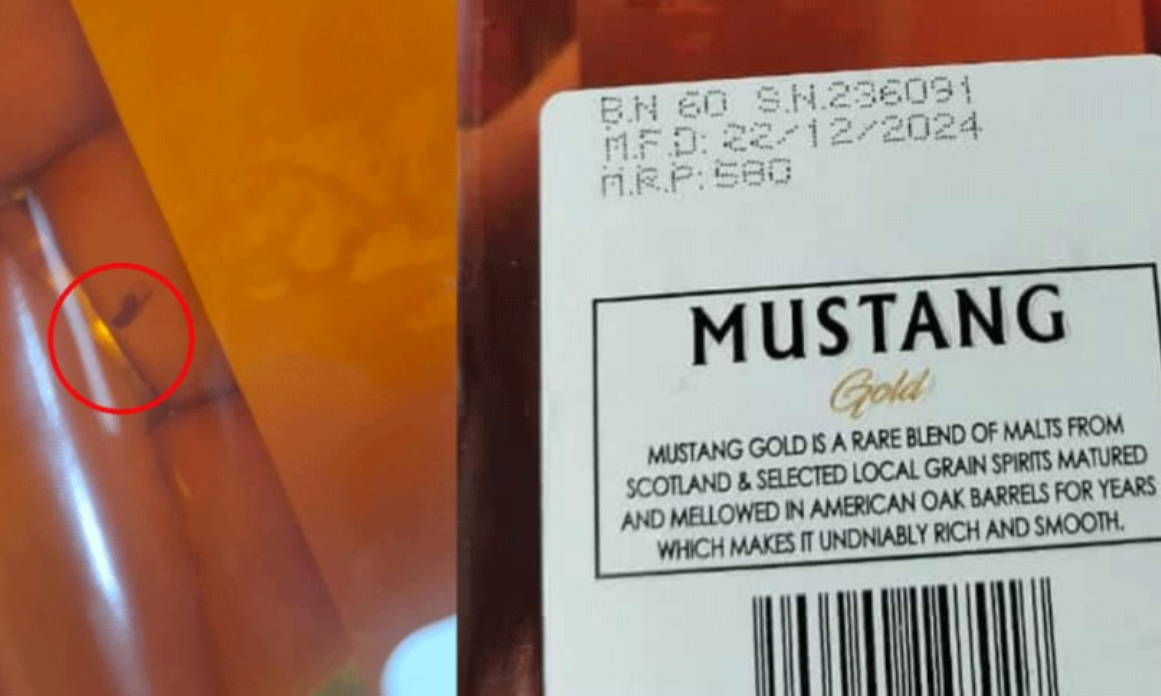 B.N 60 S.N.236091
M.F.D: 22/12/2024
M.R.P: 580
MUSTANG
Gold
MUSTANG GOLD IS A RARE BLEND OF MALTS FROM
SCOTLAND & SELECTED LOCAL GRAIN SPIRITS MATURED
AND MELLOWED IN AMERICAN OAK BARRELS FOR YEARS
WHICH MAKES IT UNDNIABLY RICH AND SMOOTH.